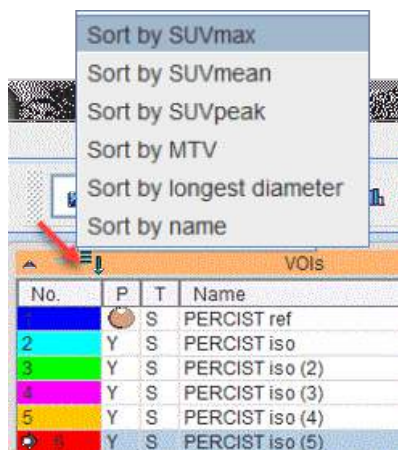 Sort by SUVmax
Sort by SUVmean
Sort by SUVpeak
Sort by MTV
Sort by longest diameter
Sort by name
VOIs
No. P T Name
1 S PERCIST ref
2 Y S PERCIST iso
3 Y S PERCIST iso (2)
4 Y S PERCIST iso (3)
5 Y S PERCIST iso (4)
6 Y S PERCIST iso (5)